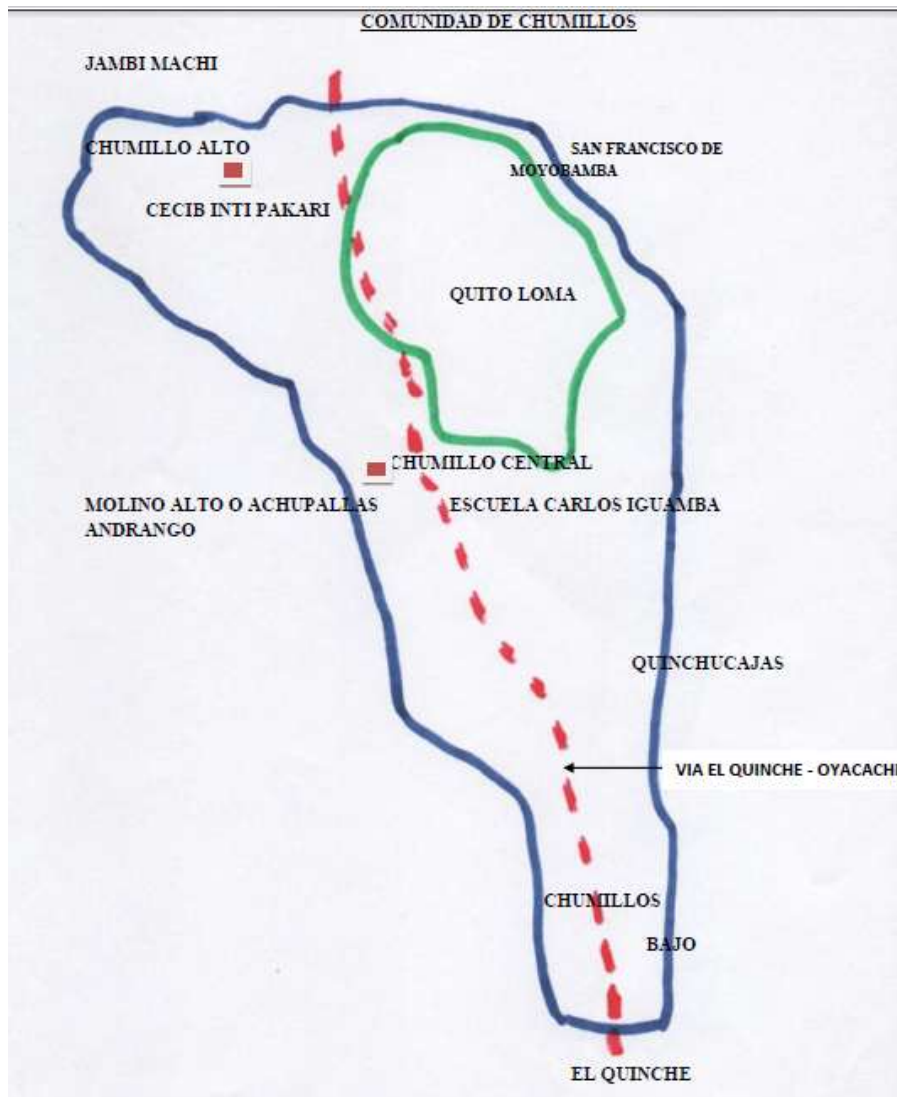 COMUNIDAD DE CHUMILLOS
JAMBI MACHI
CHUMILLO ALTO
SAN FRANCISCO DE
MOYOBAMBA
CECIB INTI PAKARI
QUITO LOMA
CHUMILLO CENTRAL
MOLINO ALTO O ACHUPALLAS
ANDRANGO
ESCUELA CARLOS IGUAMBA
QUINCHUCAJAS
VIA EL QUINCHE - OYACACHI
CHUMILLOS
BAJO
EL QUINCHE